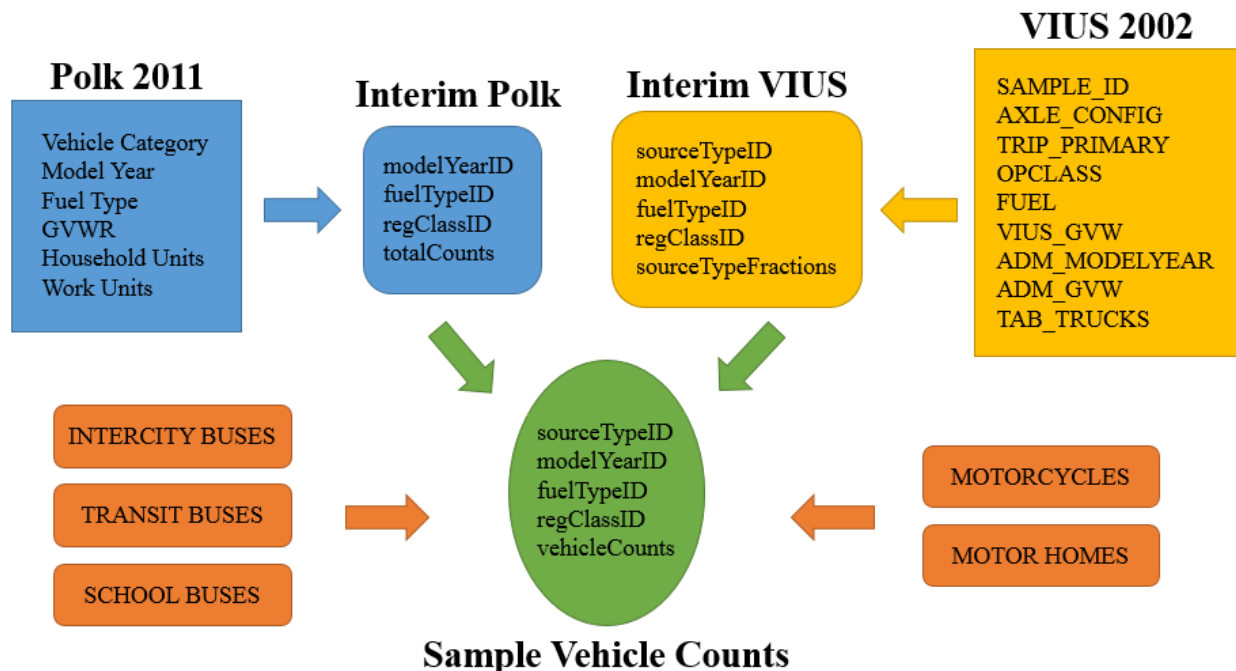 Polk 2011
Vehicle Category
Model Year
Fuel Type
GVWR
Household Units
Work Units
Interim Polk
modelYearID
fuelTypeID
regClassID
totalCounts
Interim VIUS
sourceTypeID
modelYearID
fuelTypeID
regClassID
sourceTypeFractions
VIUS 2002
SAMPLE_ID
AXLE_CONFIG
TRIP_PRIMARY
OPCLASS
FUEL
VIUS_GVW
ADM_MODELYEAR
ADM_GVW
TAB_TRUCKS
INTERCITY BUSES
TRANSIT BUSES
SCHOOL BUSES
sourceTypeID
modelYearID
fuelTypeID
regClassID
vehicleCounts
MOTORCYCLES
MOTOR HOMES
Sample Vehicle Counts